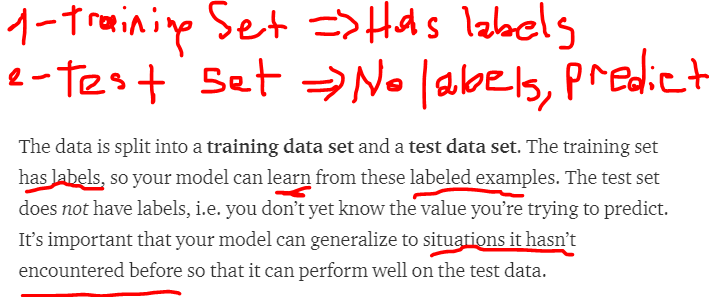 1-Training Set => Has labels
2-Test set => No labels, predict
The data is split into a training data set and a test data set. The training set
has labels, so your model can learn from these labeled examples. The test set
does not have labels, i.e. you don’t yet know the value you’re trying to predict.
It’s important that your model can generalize to situations it hasn’t
encountered before so that it can perform well on the test data.